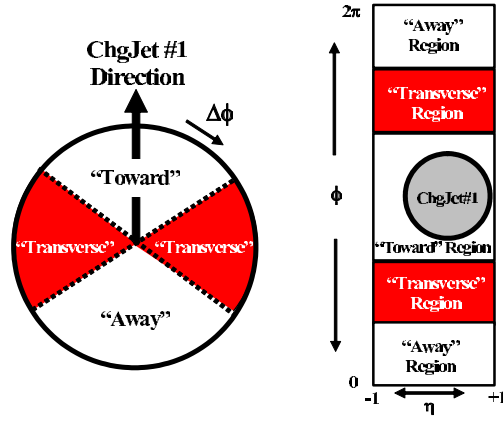 ChgJet #1
Direction
Δϕ
“Toward”
“Transverse”
“Transverse”
“Away”
2π
“Away”
Region
“Transverse”
Region
ϕ
ChgJet#1
“Toward” Region
“Transverse”
Region
“Away”
Region
0
-1
η
+1